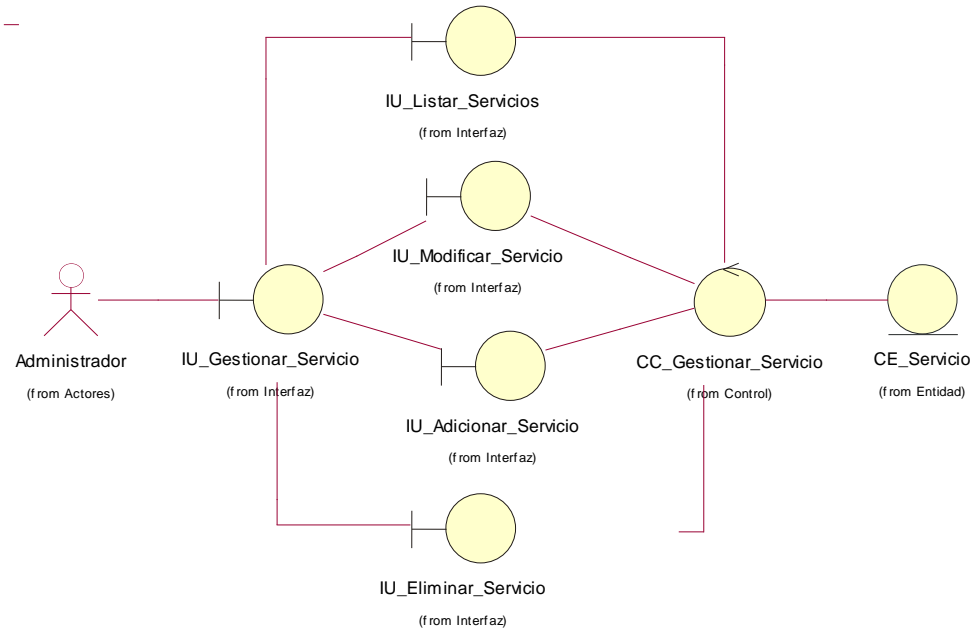 IU_Listar_Servicios
(from Interfaz)
IU_Modificar_Servicio
(from Interfaz)
Administrador
(from Actores)
IU_Gestionar_Servicio
(from Interfaz)
CC_Gestionar_Servicio
(from Control)
CE_Servicio
(from Entidad)
IU_Adicionar_Servicio
(from Interfaz)
IU_Eliminar_Servicio
(from Interfaz)